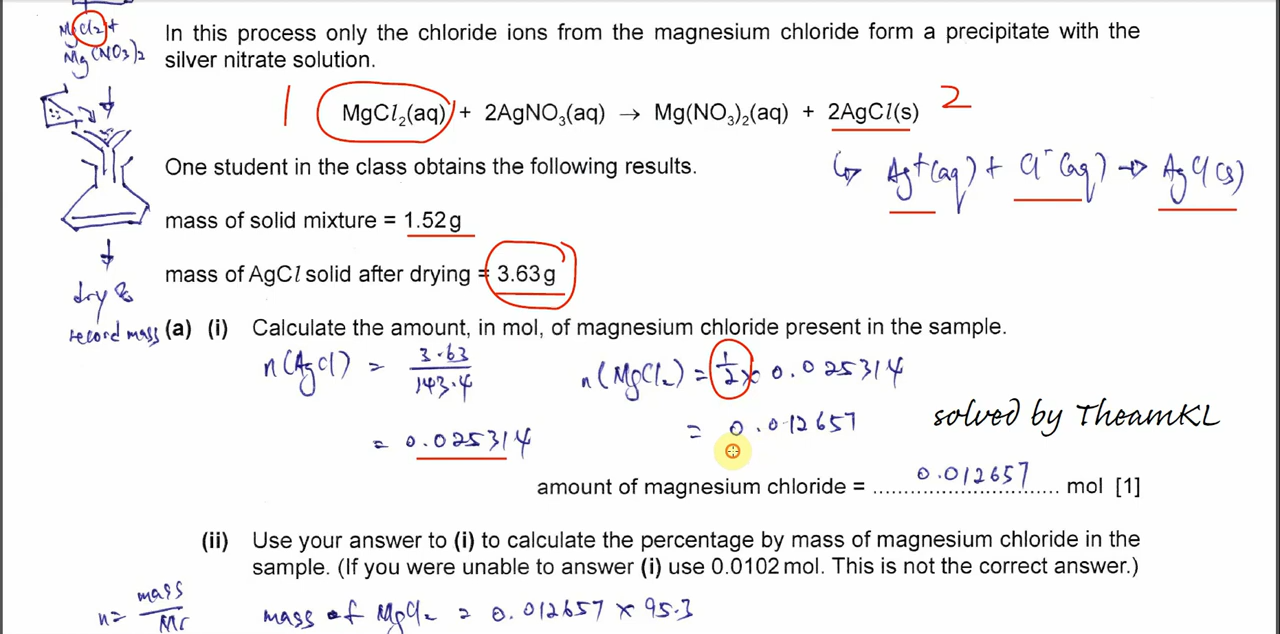 MgCl₂ +
Mg(NO3)2
In this process only the chloride ions from the magnesium chloride form a precipitate with the
silver nitrate solution.
1 MgCl₂(aq) + 2AgNO₃(aq) → Mg(NO₃)₂(aq) + 2AgCl(s) 2
↳ Ag⁺(aq) + Cl⁻(aq) → AgCl(s)
One student in the class obtains the following results.
mass of solid mixture = 1.52 g
mass of AgCl solid after drying = 3.63 g
dry &
record mass
(a) (i) Calculate the amount, in mol, of magnesium chloride present in the sample.
n(AgCl) = 3.63/143.4 n(MgCl₂) = 1/2 × 0.025314
= 0.025314 = 0.012657
solved by TheamKL
amount of magnesium chloride = 0.012657 mol [1]
(ii) Use your answer to (i) to calculate the percentage by mass of magnesium chloride in the
sample. (If you were unable to answer (i) use 0.0102 mol. This is not the correct answer.)
n = mass/Mr mass of MgCl₂ = 0.012657 × 95.3